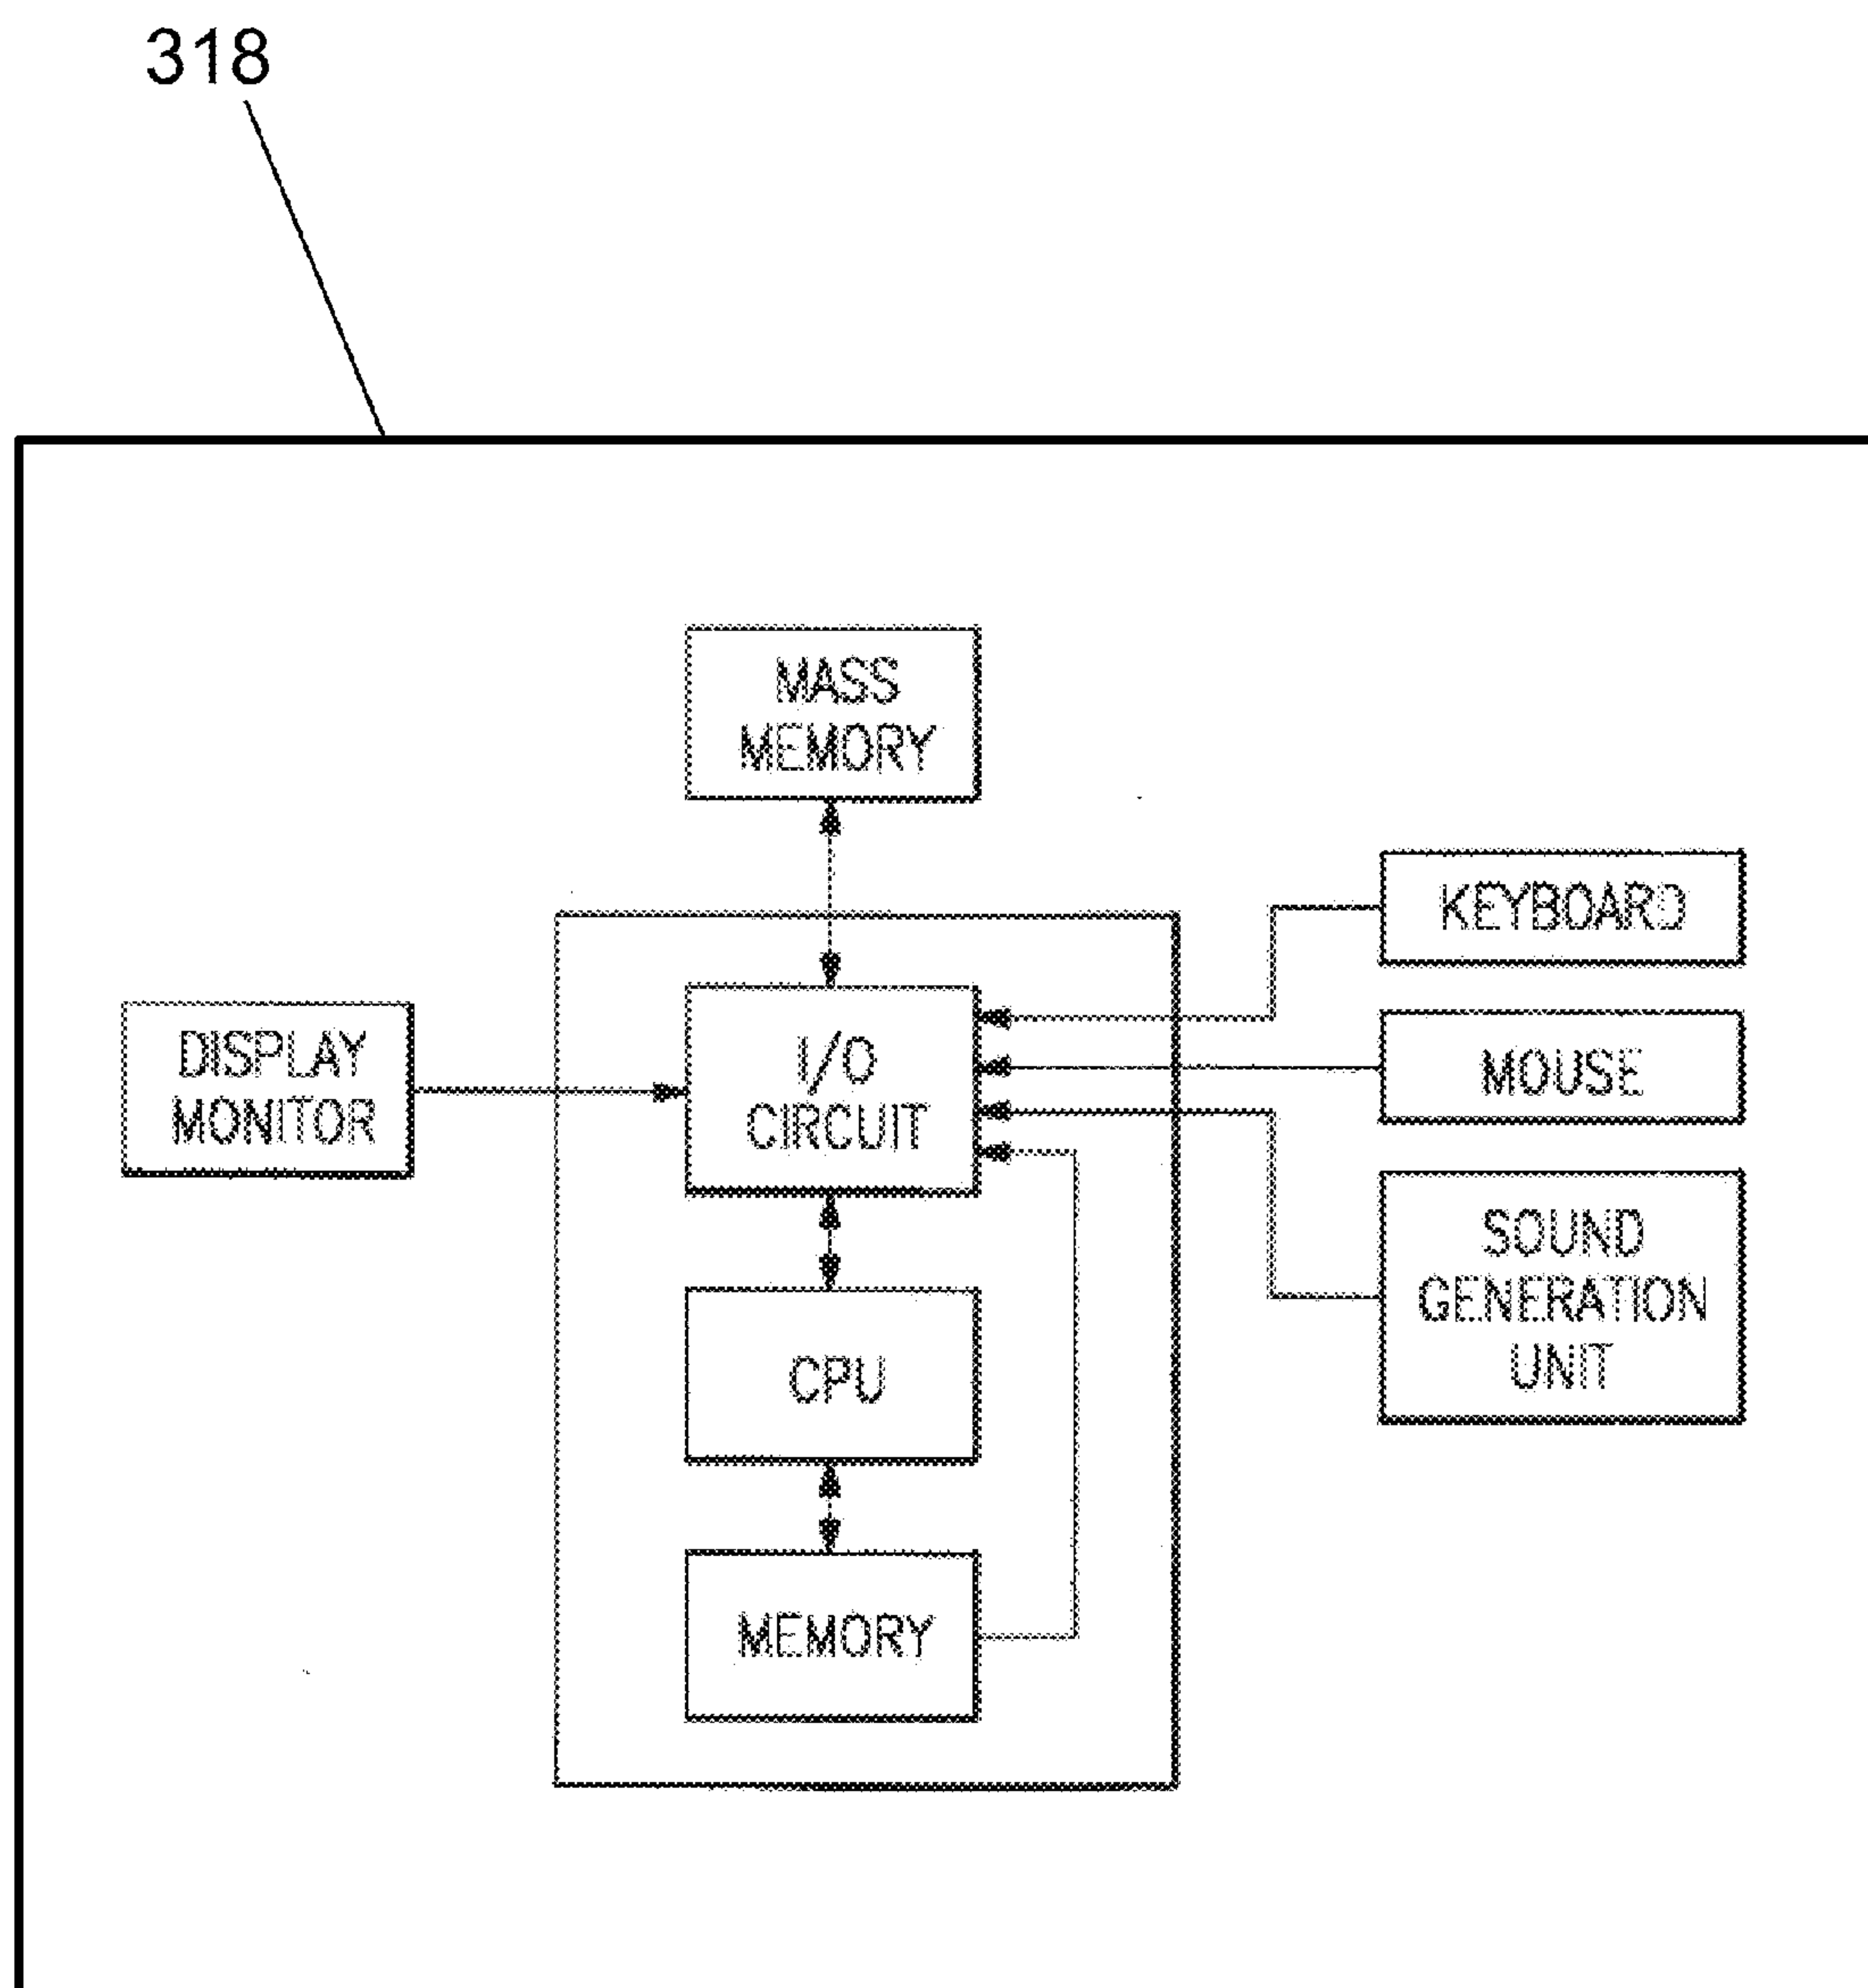 318
MASS
MEMORY
KEYBOARD
DISPLAY
MONITOR
I/O
CIRCUIT
MOUSE
SOUND
GENERATION
UNIT
CPU
MEMORY